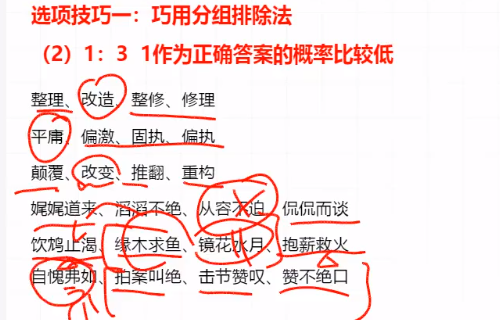 选项技巧一：巧用分组排除法
（2）1：3 1作为正确答案的概率比较低
整理、改造、整修、修理
平庸、偏激、固执、偏执
颠覆、改变、推翻、重构
娓娓道来、滔滔不绝、从容不迫、侃侃而谈
饮鸩止渴、缘木求鱼、镜花水月、抱薪救火
自愧弗如、拍案叫绝、击节赞叹、赞不绝口